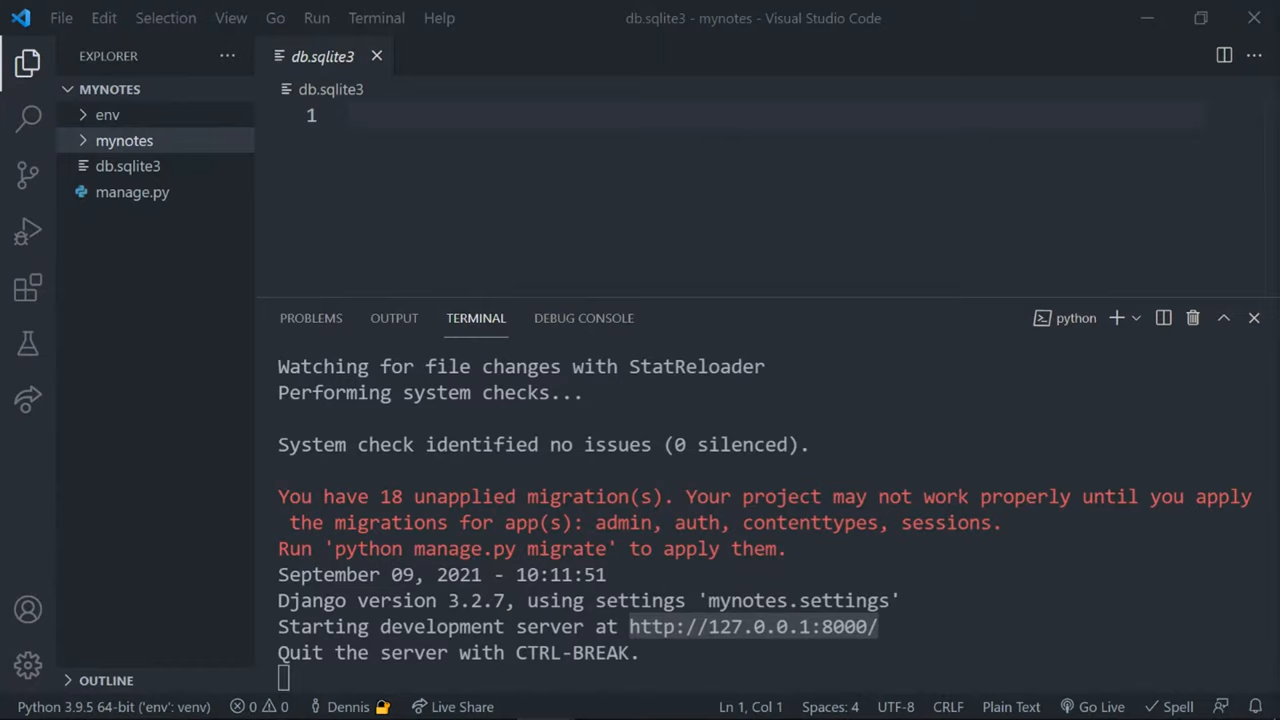 File Edit Selection View Go Run Terminal Help
db.sqlite3 - mynotes - Visual Studio Code
EXPLORER
db.sqlite3
MYNOTES
env
mynotes
db.sqlite3
manage.py
OUTLINE
db.sqlite3
1
PROBLEMS OUTPUT TERMINAL DEBUG CONSOLE
python
Watching for file changes with StatReloader
Performing system checks...
System check identified no issues (0 silenced).
You have 18 unapplied migration(s). Your project may not work properly until you apply
the migrations for app(s): admin, auth, contenttypes, sessions.
Run 'python manage.py migrate' to apply them.
September 09, 2021 - 10:11:51
Django version 3.2.7, using settings 'mynotes.settings'
Starting development server at http://127.0.0.1:8000/
Quit the server with CTRL-BREAK.
Python 3.9.5 64-bit ('env': venv) 0 0 Dennis Live Share Ln 1, Col 1 Spaces: 4 UTF-8 CRLF Plain Text Go Live Spell